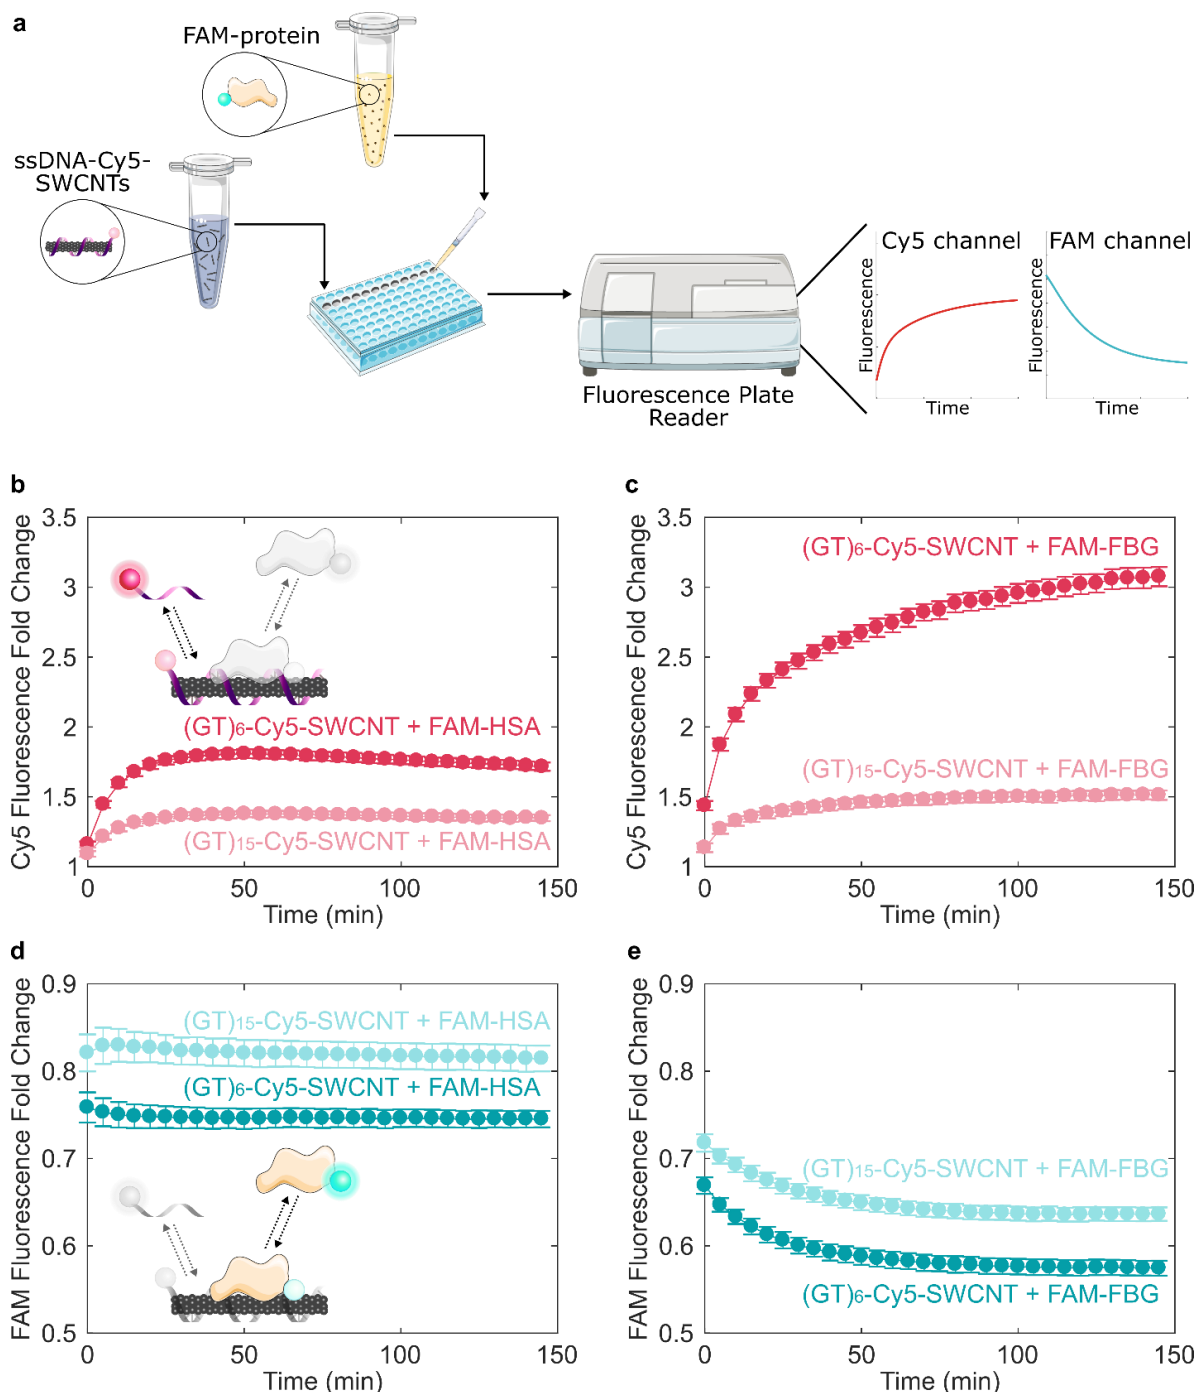 a
FAM-protein
ssDNA-Cy5-
SWCNTs
Fluorescence Plate
Reader
Cy5 channel
Fluorescence
Time
FAM channel
Fluorescence
Time
b
Cy5 Fluorescence Fold Change
3.5
3
2.5
2
1.5
1
(GT)₆-Cy5-SWCNT + FAM-HSA
(GT)₁₅-Cy5-SWCNT + FAM-HSA
0 50 100 150
Time (min)
c
Cy5 Fluorescence Fold Change
3.5
3
2.5
2
1.5
1
(GT)₆-Cy5-SWCNT + FAM-FBG
(GT)₁₅-Cy5-SWCNT + FAM-FBG
0 50 100 150
Time (min)
d
FAM Fluorescence Fold Change
0.9
0.8
0.7
0.6
0.5
(GT)₁₅-Cy5-SWCNT + FAM-HSA
(GT)₆-Cy5-SWCNT + FAM-HSA
0 50 100 150
Time (min)
e
FAM Fluorescence Fold Change
0.9
0.8
0.7
0.6
0.5
(GT)₁₅-Cy5-SWCNT + FAM-FBG
(GT)₆-Cy5-SWCNT + FAM-FBG
0 50 100 150
Time (min)